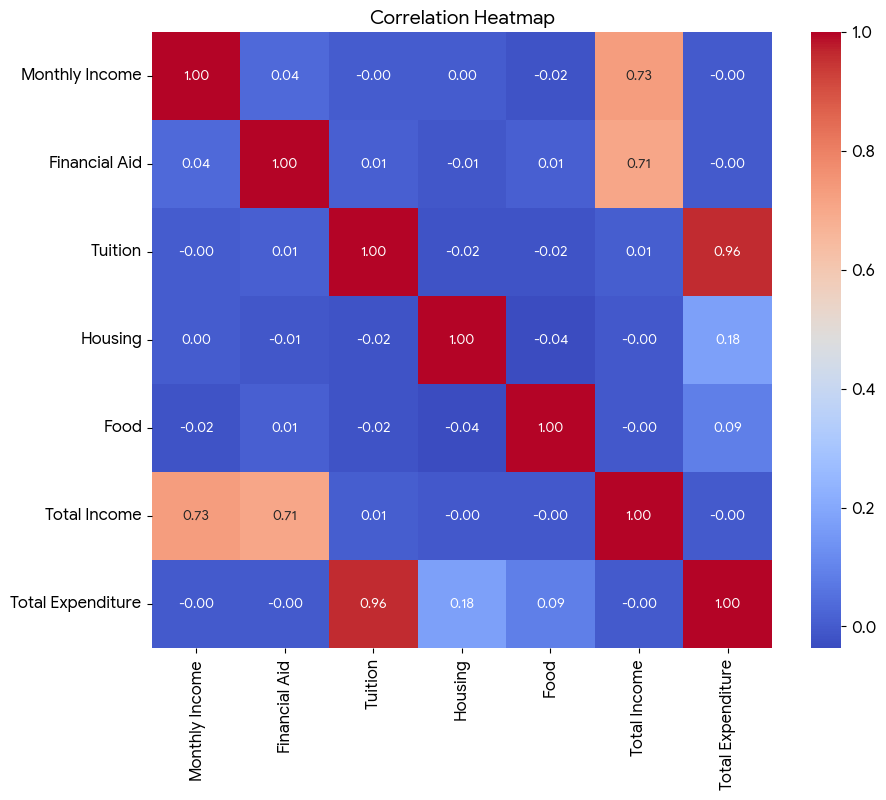 Correlation Heatmap
Monthly Income 1.00 0.04 -0.00 0.00 -0.02 0.73 -0.00
Financial Aid 0.04 1.00 0.01 -0.01 0.01 0.71 -0.00
Tuition -0.00 0.01 1.00 -0.02 -0.02 0.01 0.96
Housing 0.00 -0.01 -0.02 1.00 -0.04 -0.00 0.18
Food -0.02 0.01 -0.02 -0.04 1.00 -0.00 0.09
Total Income 0.73 0.71 0.01 -0.00 -0.00 1.00 -0.00
Total Expenditure -0.00 -0.00 0.96 0.18 0.09 -0.00 1.00
Monthly Income
Financial Aid
Tuition
Housing
Food
Total Income
Total Expenditure
1.0
0.8
0.6
0.4
0.2
0.0